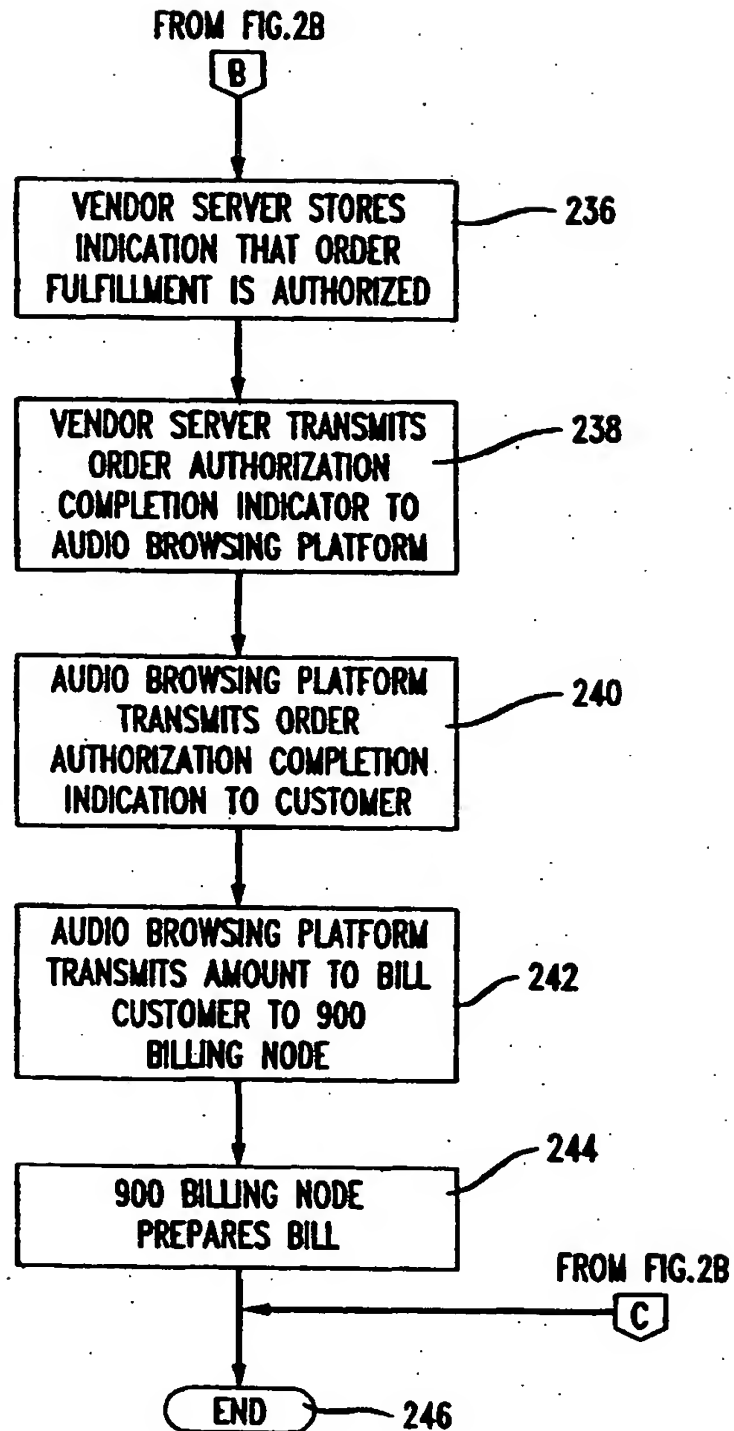 FROM FIG.2B
B
VENDOR SERVER STORES
INDICATION THAT ORDER
FULFILLMENT IS AUTHORIZED
236
VENDOR SERVER TRANSMITS
ORDER AUTHORIZATION
COMPLETION INDICATOR TO
AUDIO BROWSING PLATFORM
238
AUDIO BROWSING PLATFORM
TRANSMITS ORDER
AUTHORIZATION COMPLETION
INDICATION TO CUSTOMER
240
AUDIO BROWSING PLATFORM
TRANSMITS AMOUNT TO BILL
CUSTOMER TO 900
BILLING NODE
242
900 BILLING NODE
PREPARES BILL
244
FROM FIG.2B
C
END
246